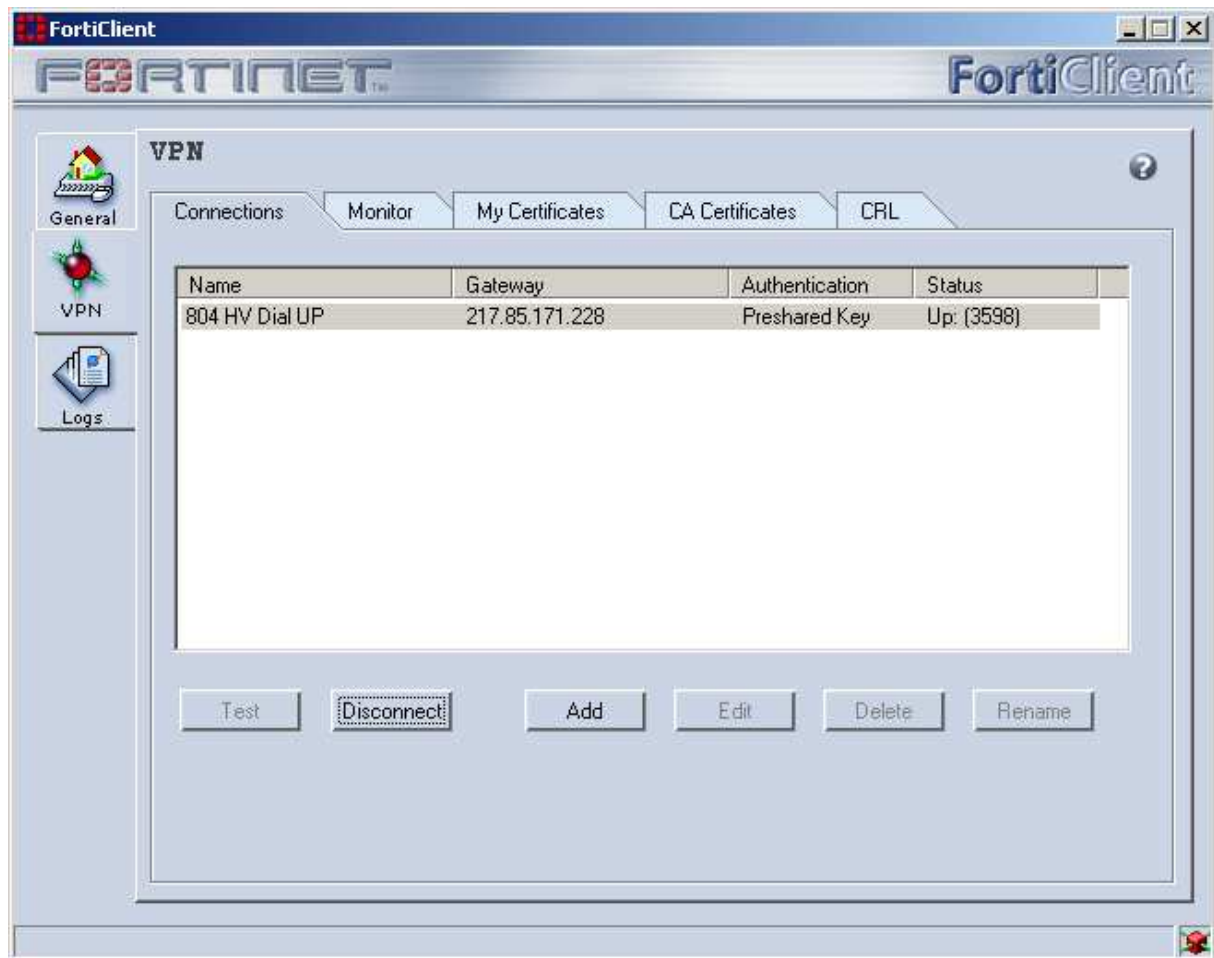 FortiClient
FORTINET™
FortiClient
VPN
General
VPN
Logs
Connections Monitor My Certificates CA Certificates CRL
Name Gateway Authentication Status
804 HV Dial UP 217.85.171.228 Preshared Key Up: (3598)
Test Disconnect Add Edit Delete Rename